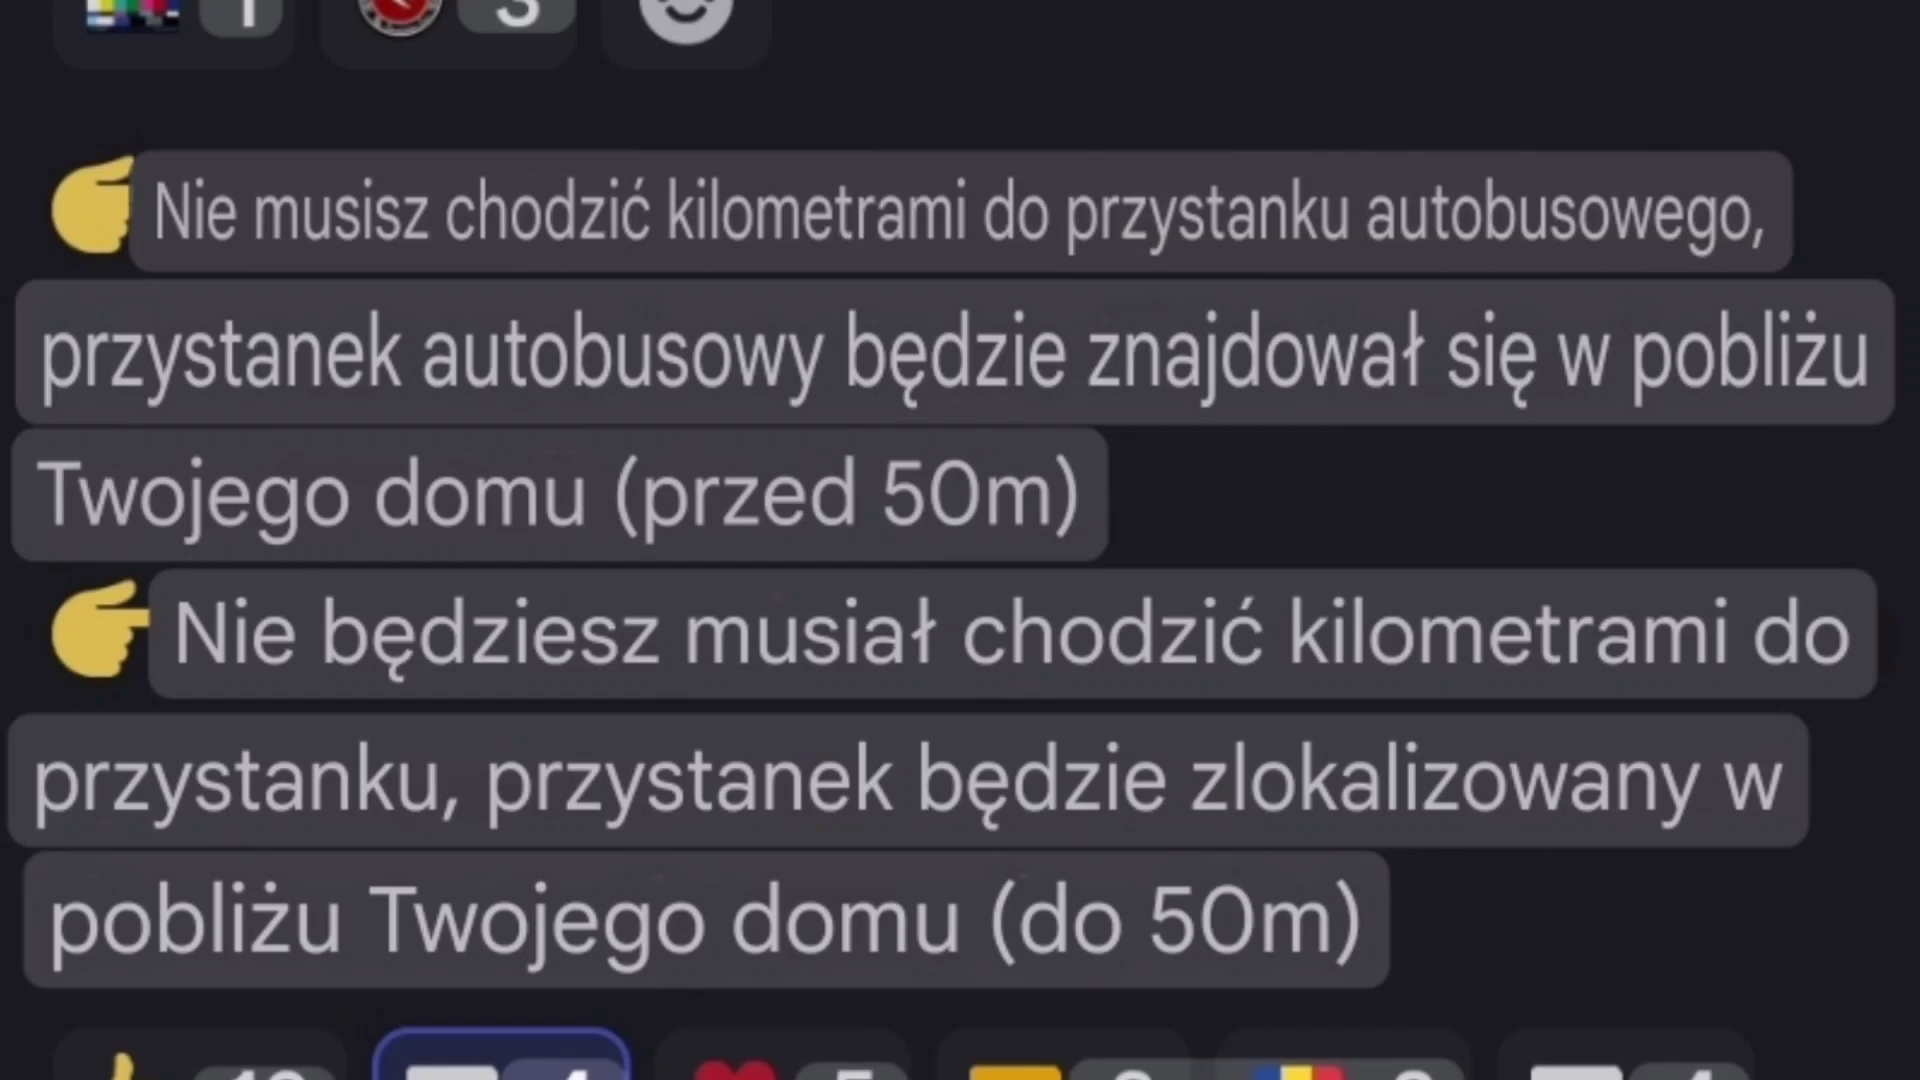 3
Nie musisz chodzić kilometrami do przystanku autobusowego,
przystanek autobusowy będzie znajdował się w pobliżu
Twojego domu (przed 50m)
Nie będziesz musiał chodzić kilometrami do
przystanku, przystanek będzie zlokalizowany w
pobliżu Twojego domu (do 50m)